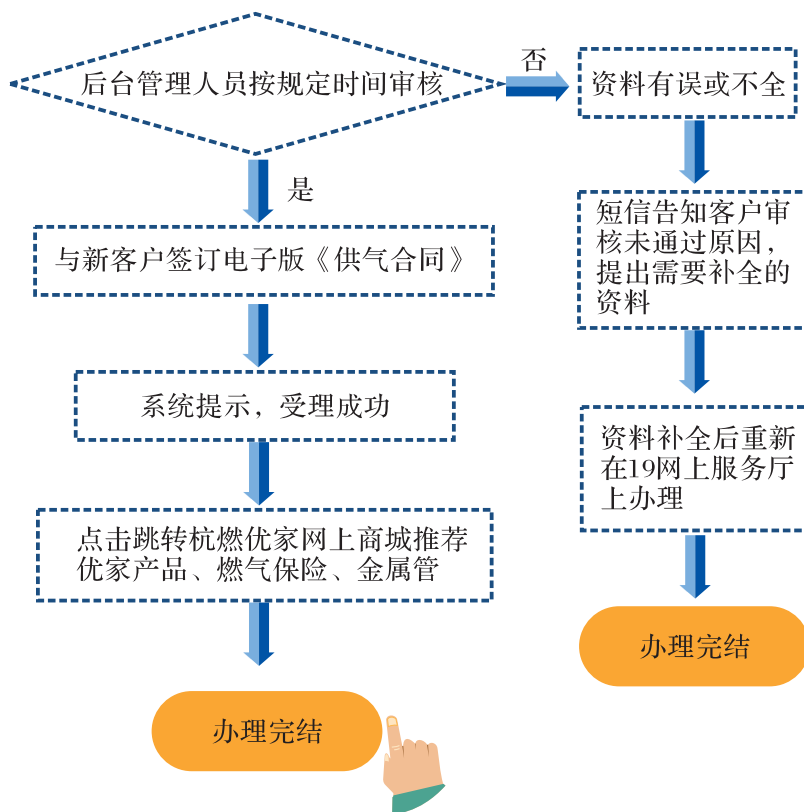 后台管理人员按规定时间审核
否
资料有误或不全
是
短信告知客户审
核未通过原因，
提出需要补全的
资料
与新客户签订电子版《供气合同》
系统提示，受理成功
资料补全后重新
在19网上服务厅
上办理
点击跳转杭燃优家网上商城推荐
优家产品、燃气保险、金属管
办理完结
办理完结